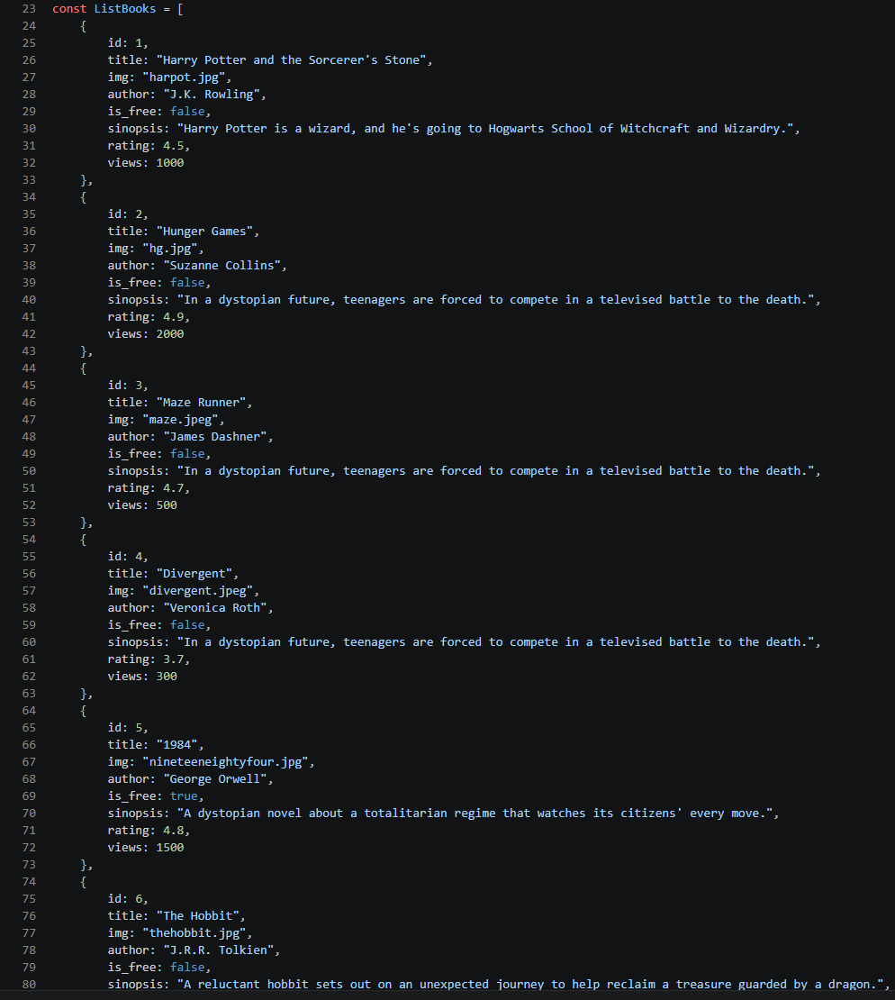 23 const ListBooks = [
24 {
25 id: 1,
26 title: "Harry Potter and the Sorcerer's Stone",
27 img: "harpot.jpg",
28 author: "J.K. Rowling",
29 is_free: false,
30 sinopsis: "Harry Potter is a wizard, and he's going to Hogwarts School of Witchcraft and Wizardry.",
31 rating: 4.5,
32 views: 1000
33 },
34 {
35 id: 2,
36 title: "Hunger Games",
37 img: "hg.jpg",
38 author: "Suzanne Collins",
39 is_free: false,
40 sinopsis: "In a dystopian future, teenagers are forced to compete in a televised battle to the death.",
41 rating: 4.9,
42 views: 2000
43 },
44 {
45 id: 3,
46 title: "Maze Runner",
47 img: "maze.jpeg",
48 author: "James Dashner",
49 is_free: false,
50 sinopsis: "In a dystopian future, teenagers are forced to compete in a televised battle to the death.",
51 rating: 4.7,
52 views: 500
53 },
54 {
55 id: 4,
56 title: "Divergent",
57 img: "divergent.jpeg",
58 author: "Veronica Roth",
59 is_free: false,
60 sinopsis: "In a dystopian future, teenagers are forced to compete in a televised battle to the death.",
61 rating: 3.7,
62 views: 300
63 },
64 {
65 id: 5,
66 title: "1984",
67 img: "nineteeneightyfour.jpg",
68 author: "George Orwell",
69 is_free: true,
70 sinopsis: "A dystopian novel about a totalitarian regime that watches its citizens' every move.",
71 rating: 4.8,
72 views: 1500
73 },
74 {
75 id: 6,
76 title: "The Hobbit",
77 img: "thehobbit.jpg",
78 author: "J.R.R. Tolkien",
79 is_free: false,
80 sinopsis: "A reluctant hobbit sets out on an unexpected journey to help reclaim a treasure guarded by a dragon.",